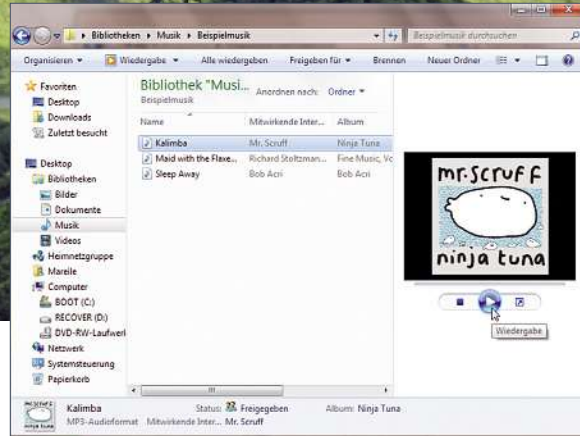 Bibliotheken Musik Beispielmusik
Beispielmusik durchsuchen
Organisieren Wiedergabe Alle wiedergeben Freigeben für Brennen Neuer Ordner
Favoriten
Desktop
Downloads
Zuletzt besucht
Desktop
Bibliotheken
Bilder
Dokumente
Musik
Videos
Heimnetzgruppe
Mareile
Computer
BOOT (C:)
RECOVER (D:)
DVD-RW-Laufwerl
Netzwerk
Systemsteuerung
Papierkorb
Bibliothek "Musi...
Beispielmusik
Anordnen nach: Ordner
Name Mitwirkende Inter... Album
Kalimba Mr. Scruff Ninja Tuna
Maid with the Flaxe... Richard Stoltzman... Fine Music, Vc
Sleep Away Bob Acri Bob Acri
mr.scruff
ninja tuna
Wiedergabe
Kalimba Status: Freigegeben Album: Ninja Tuna
MP3-Audioformat Mitwirkende Inter... Mr. Scruff